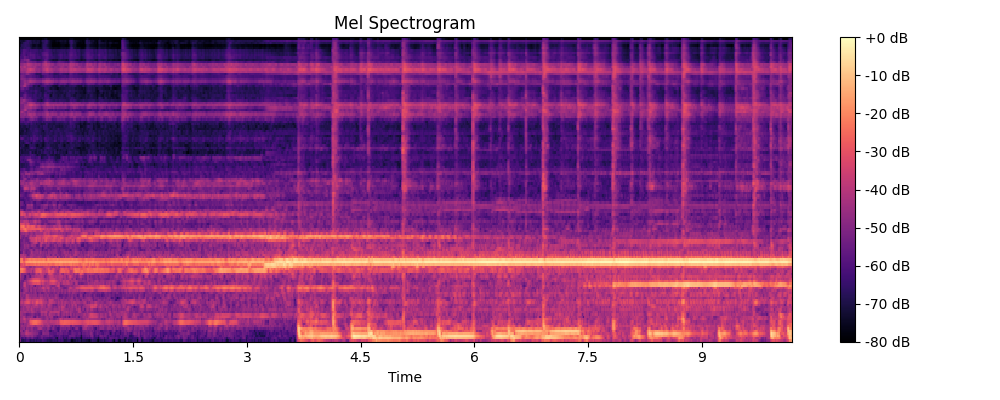 Mel Spectrogram
+0 dB
-10 dB
-20 dB
-30 dB
-40 dB
-50 dB
-60 dB
-70 dB
-80 dB
0 1.5 3 4.5 6 7.5 9
Time